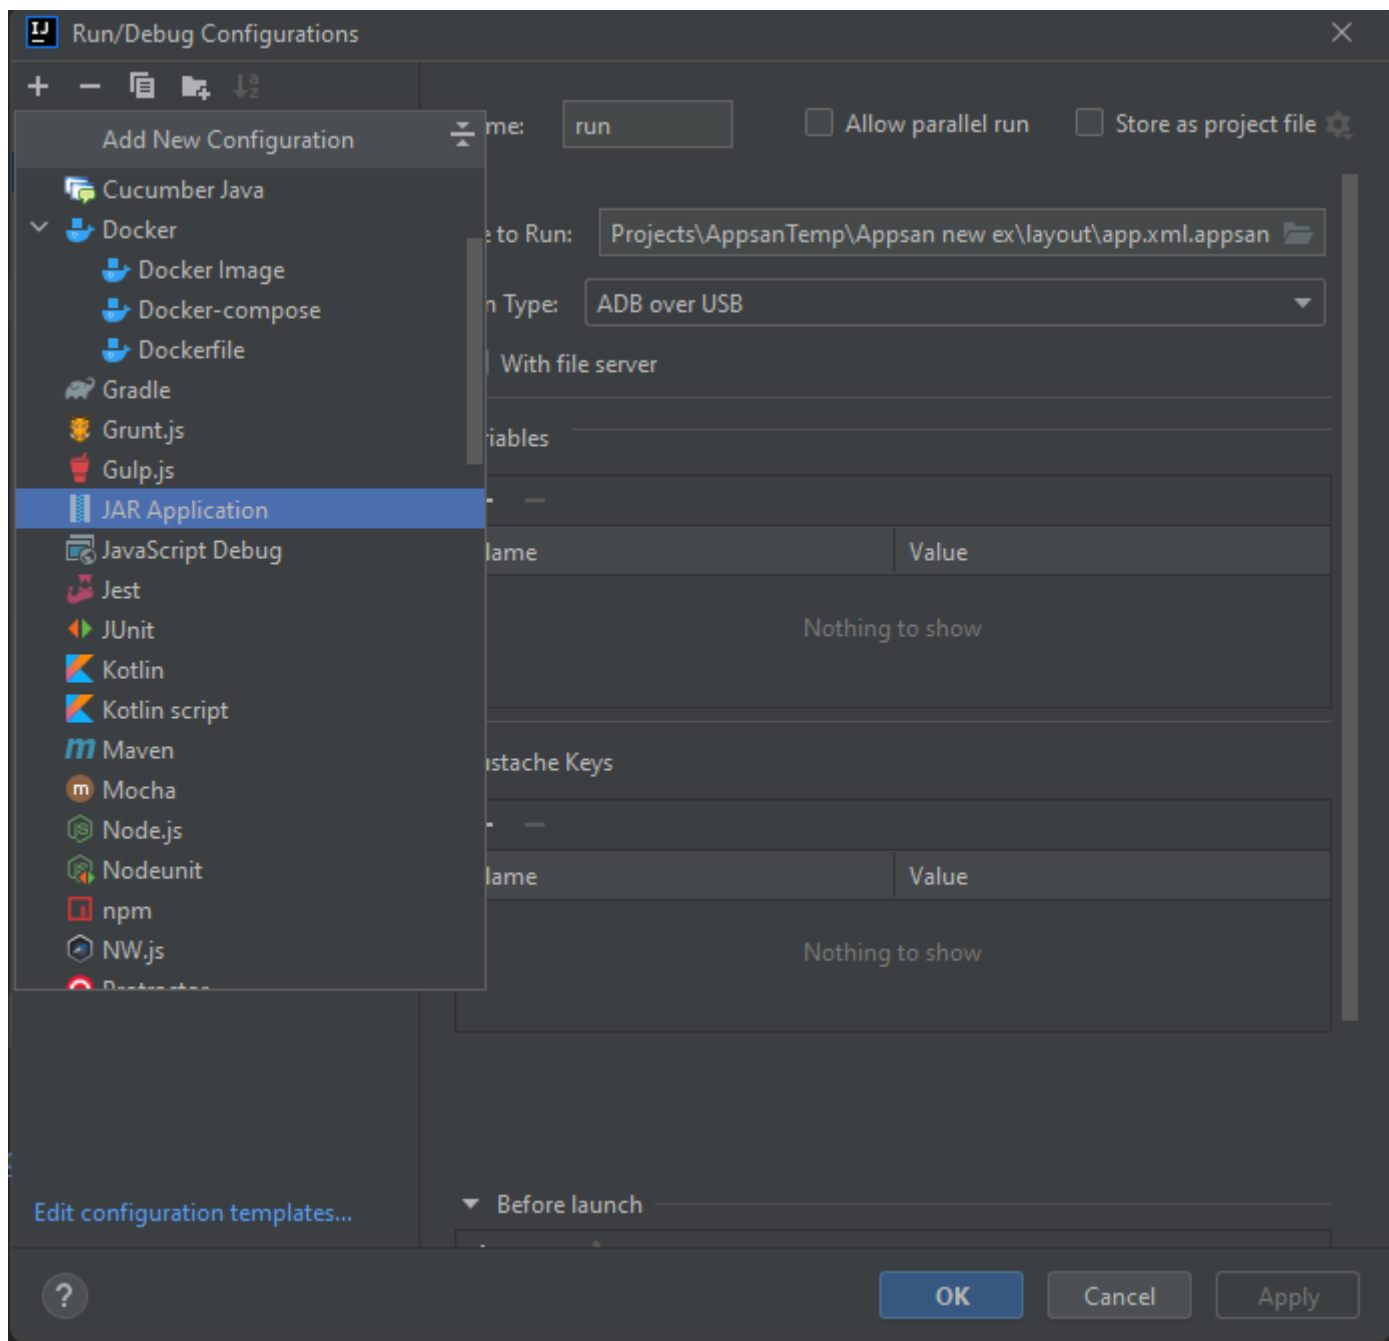 IJ Run/Debug Configurations
Add New Configuration
Cucumber Java
Docker
Docker Image
Docker-compose
Dockerfile
Gradle
Grunt.js
Gulp.js
JAR Application
JavaScript Debug
Jest
JUnit
Kotlin
Kotlin script
Maven
Mocha
Node.js
Nodeunit
npm
NW.js
Protractor
Edit configuration templates...
me: run Allow parallel run Store as project file
e to Run: Projects\AppsanTemp\Appsan new ex\layout\app.xml.appsan
n Type: ADB over USB
With file server
riables
lame Value
Nothing to show
ustache Keys
lame Value
Nothing to show
Before launch
? OK Cancel Apply